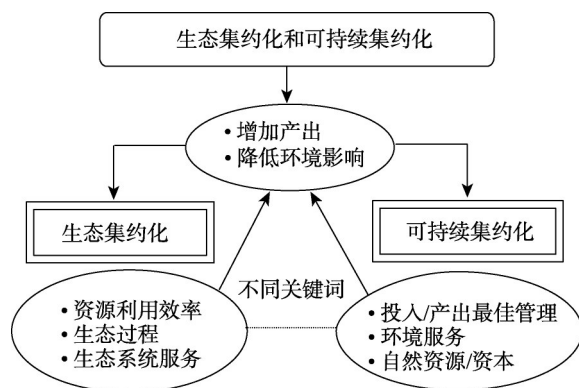 生态集约化和可持续集约化
• 增加产出
• 降低环境影响
生态集约化
可持续集约化
不同关键词
• 资源利用效率
• 生态过程
• 生态系统服务
• 投入/产出最佳管理
• 环境服务
• 自然资源/资本